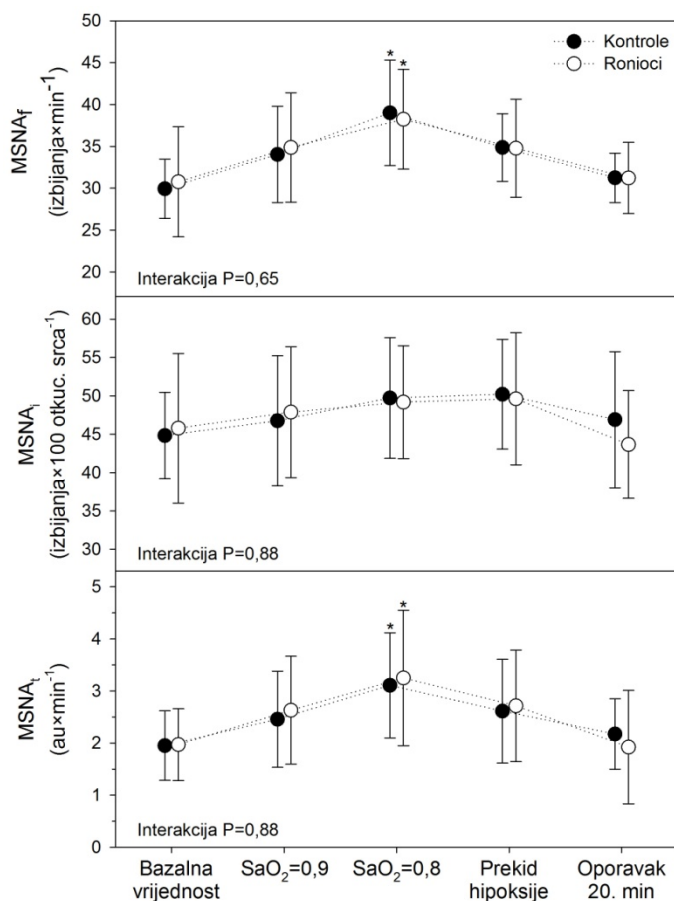 MSNAf
(izbijanja×min⁻¹)
50
45
40
35
30
25
20
* *
Kontrole
Ronioci
Interakcija P=0,65
MSNAi
(izbijanja×100 otkuc. srca⁻¹)
60
55
50
45
40
35
30
Interakcija P=0,88
MSNAt
(au×min⁻¹)
5
4
3
2
1
0
* *
Interakcija P=0,88
Bazalna vrijednost
SaO₂=0,9
SaO₂=0,8
Prekid hipoksije
Oporavak 20. min